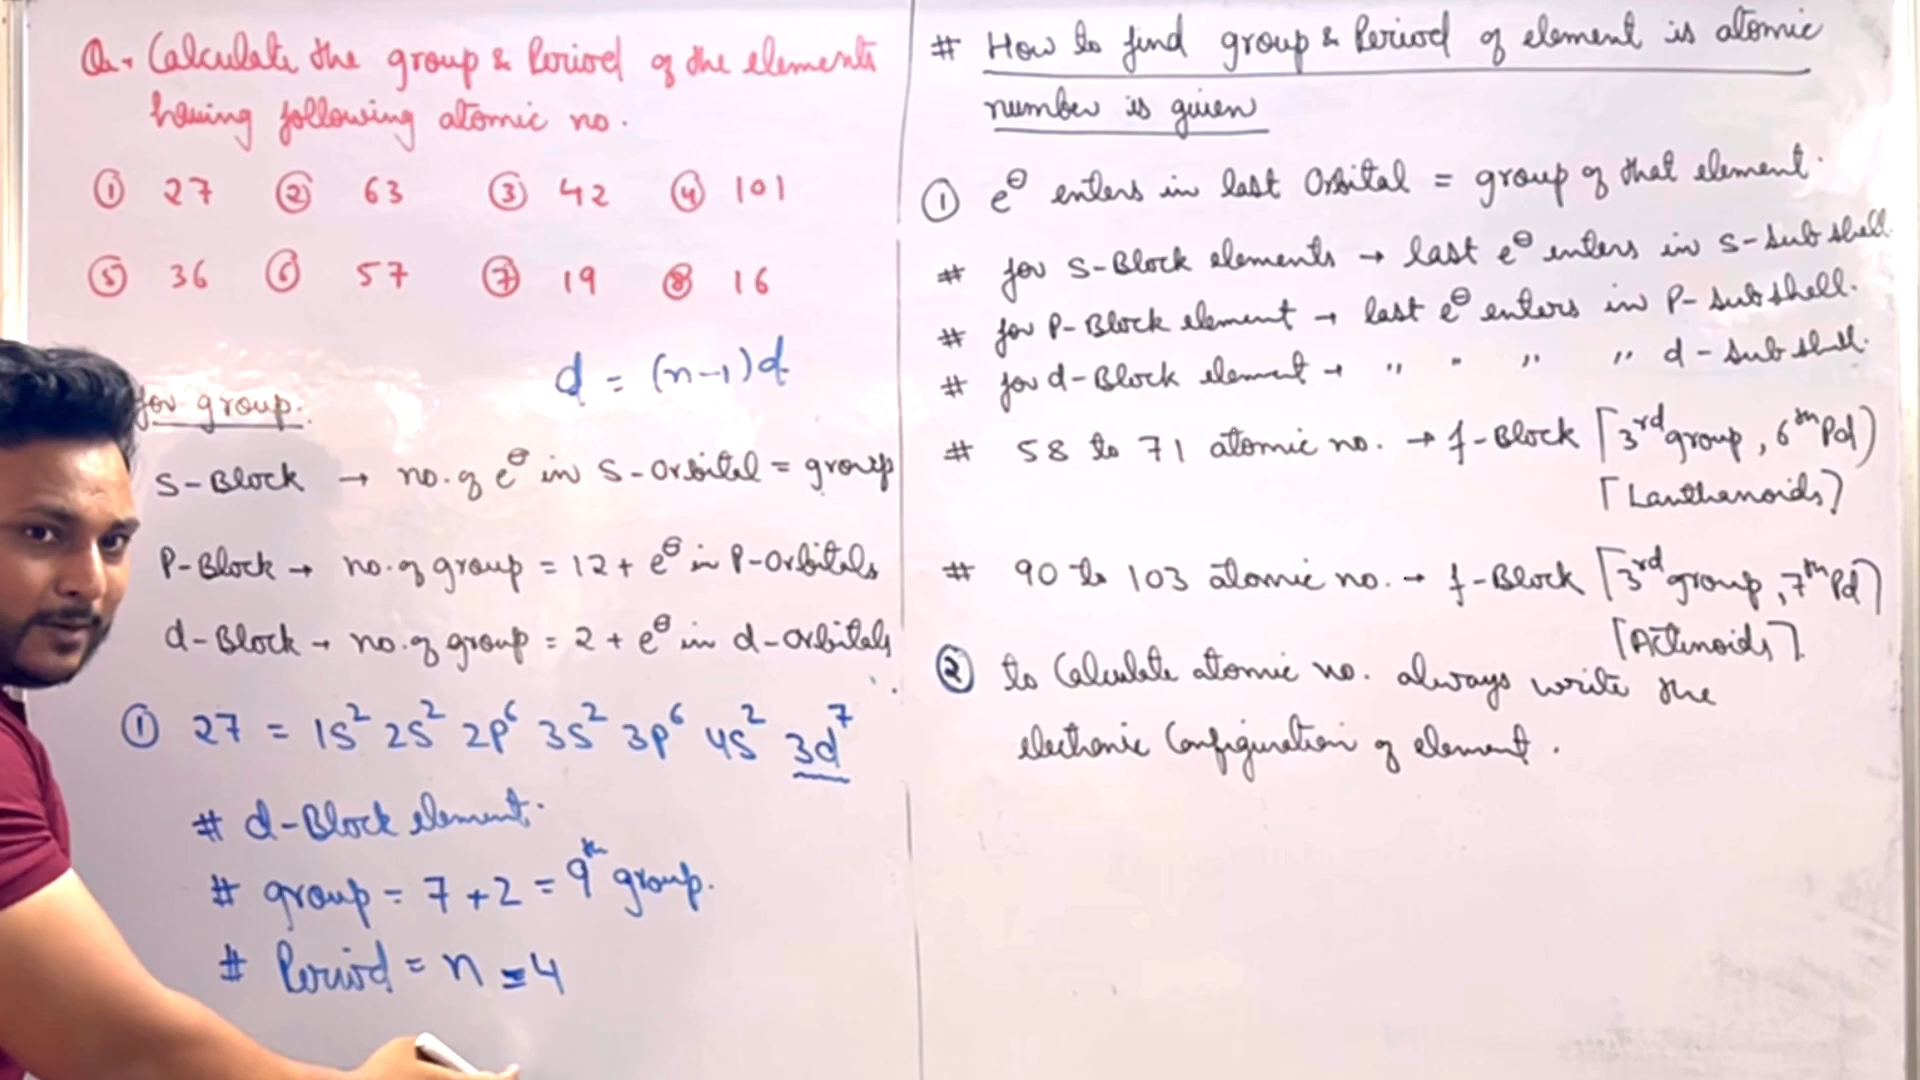 Qn. Calculate the group & Period of the elements
having following atomic no.
① 27 ② 63 ③ 42 ④ 101
⑤ 36 ⑥ 57 ⑦ 19 ⑧ 16
d = (n-1)d
for group.
S-Block → no. of e⊖ in S-Orbital = group
P-Block → no. of group = 12 + e⊖ in P-Orbitals
d-Block → no. of group = 2 + e⊖ in d-orbitals
① 27 = 1s² 2s² 2p⁶ 3s² 3p⁶ 4s² 3d⁷
# d-Block element.
# group = 7 + 2 = 9th group.
# Period = n = 4
# How to find group & Period of element is atomic
number is given
① e⊖ enters in last Orbital = group of that element.
# for S-Block elements → last e⊖ enters in S-Sub shell.
# for P-Block element → last e⊖ enters in P-Subshell.
# for d-Block element → " " " " d-Sub shell.
# 58 to 71 atomic no. → f-Block [3rd group, 6th Pd)
[Lanthanoids]
# 90 to 103 atomic no. → f-Block [3rd group, 7th Pd]
[Actinoids].
② to Calculate atomic no. always write the
electronic Configuration of element.